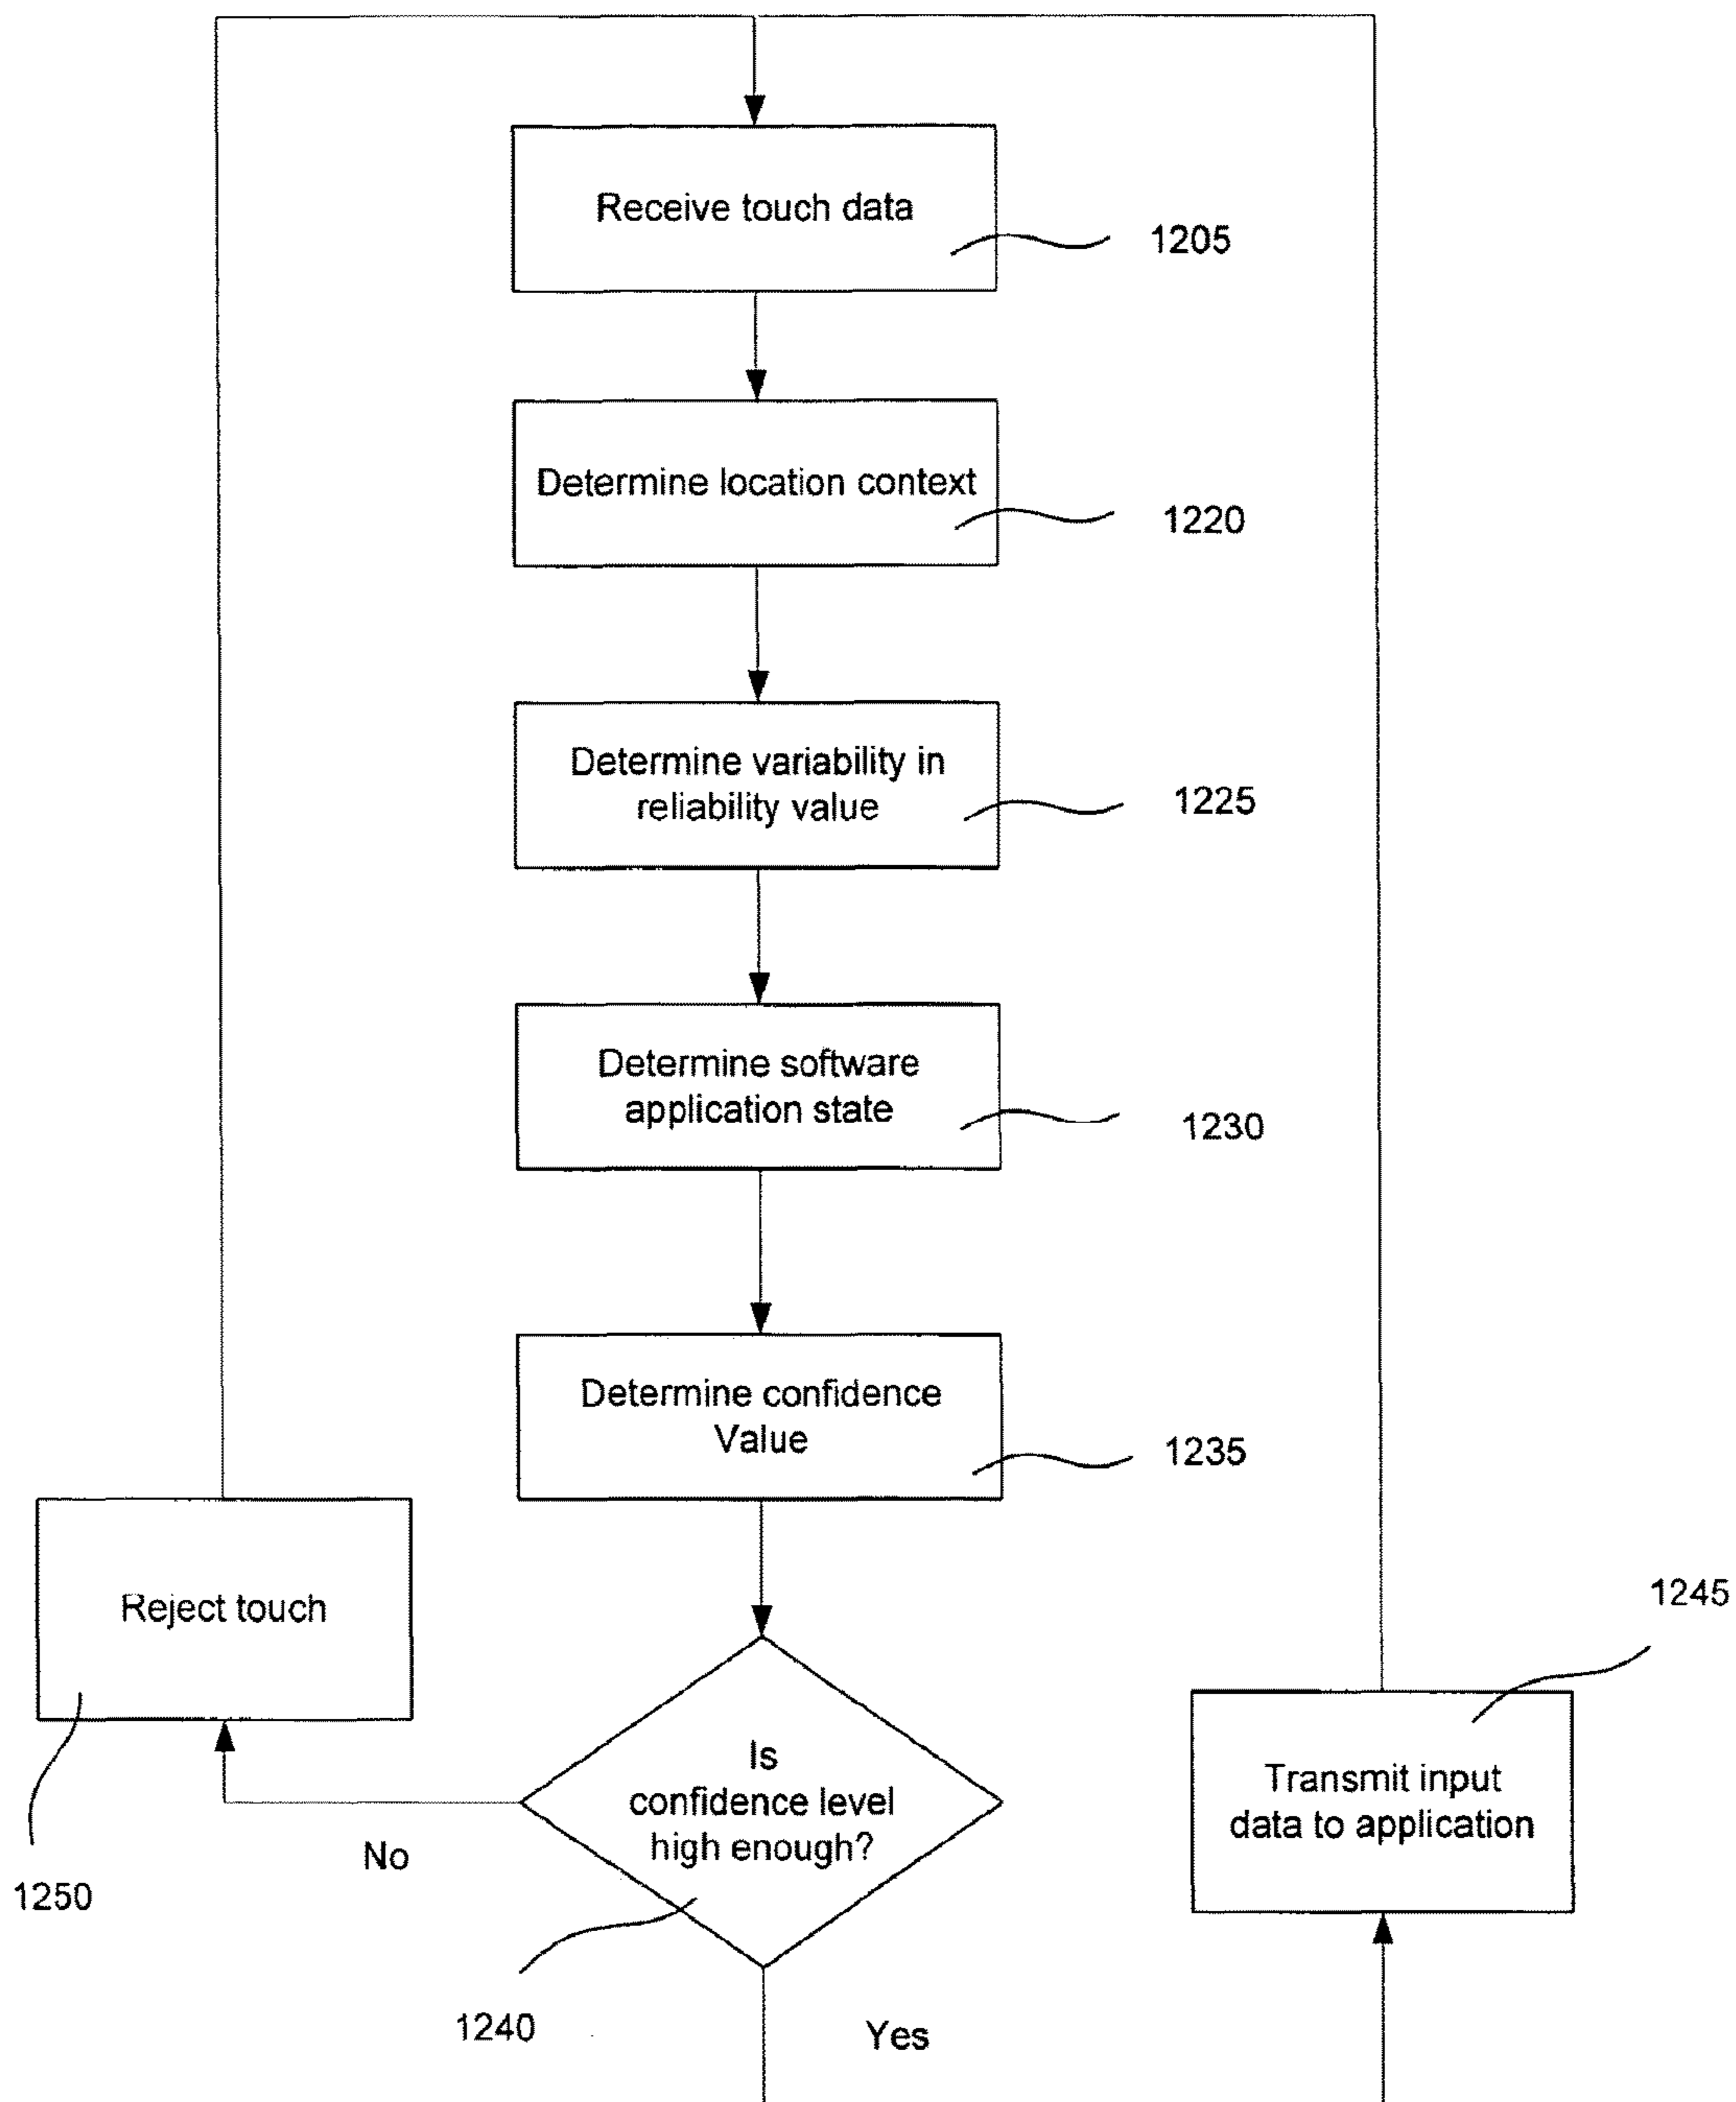 Receive touch data
1205
Determine location context
1220
Determine variability in
reliability value
1225
Determine software
application state
1230
Determine confidence
Value
1235
Reject touch
1250
Is
confidence level
high enough?
1240
No
Yes
1245
Transmit input
data to application